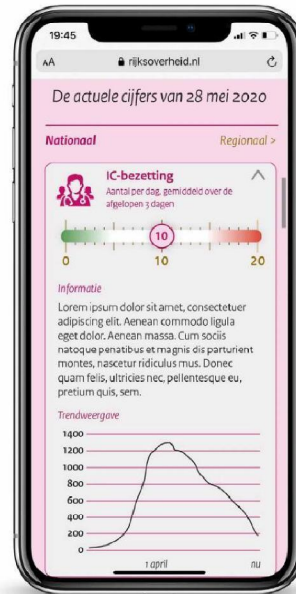 19:45
AA rijksoverheid.nl
De actuele cijfers van 28 mei 2020
Nationaal Regionaal >
IC-bezetting
Aantal per dag, gemiddeld over de
afgelopen 3 dagen
10
0 10 20
Informatie
Lorem ipsum dolor sit amet, consectetuer
adipiscing elit. Aenean commodo ligula
eget dolor. Aenean massa. Cum sociis
natoque penatibus et magnis dis parturient
montes, nascetur ridiculus mus. Donec
quam felis, ultricies nec, pellentesque eu,
pretium quis, sem.
Trendweergave
1400
1200
1000
800
600
400
200
0
1 april nu